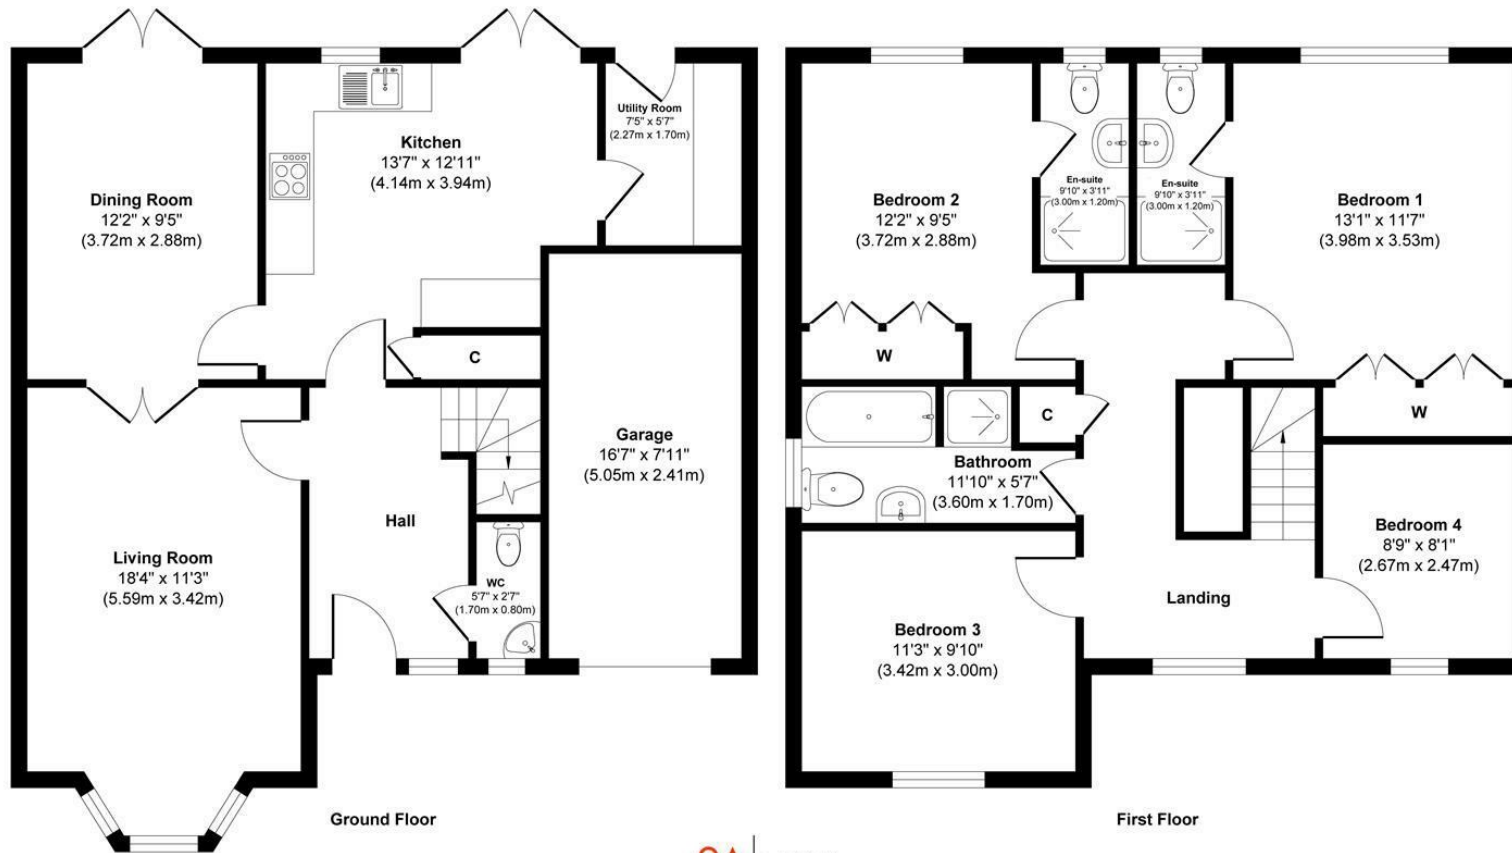 Dining Room
12'2" x 9'5"
(3.72m x 2.88m)
Kitchen
13'7" x 12'11"
(4.14m x 3.94m)
Utility Room
7'5" x 5'7"
(2.27m x 1.70m)
C
Living Room
18'4" x 11'3"
(5.59m x 3.42m)
Hall
WC
5'7" x 2'7"
(1.70m x 0.80m)
Garage
16'7" x 7'11"
(5.05m x 2.41m)
Ground Floor
Bedroom 2
12'2" x 9'5"
(3.72m x 2.88m)
En-suite
9'10" x 3'11"
(3.00m x 1.20m)
En-suite
9'10" x 3'11"
(3.00m x 1.20m)
Bedroom 1
13'1" x 11'7"
(3.98m x 3.53m)
W
W
C
Bathroom
11'10" x 5'7"
(3.60m x 1.70m)
Bedroom 3
11'3" x 9'10"
(3.42m x 3.00m)
Landing
Bedroom 4
8'9" x 8'1"
(2.67m x 2.47m)
First Floor